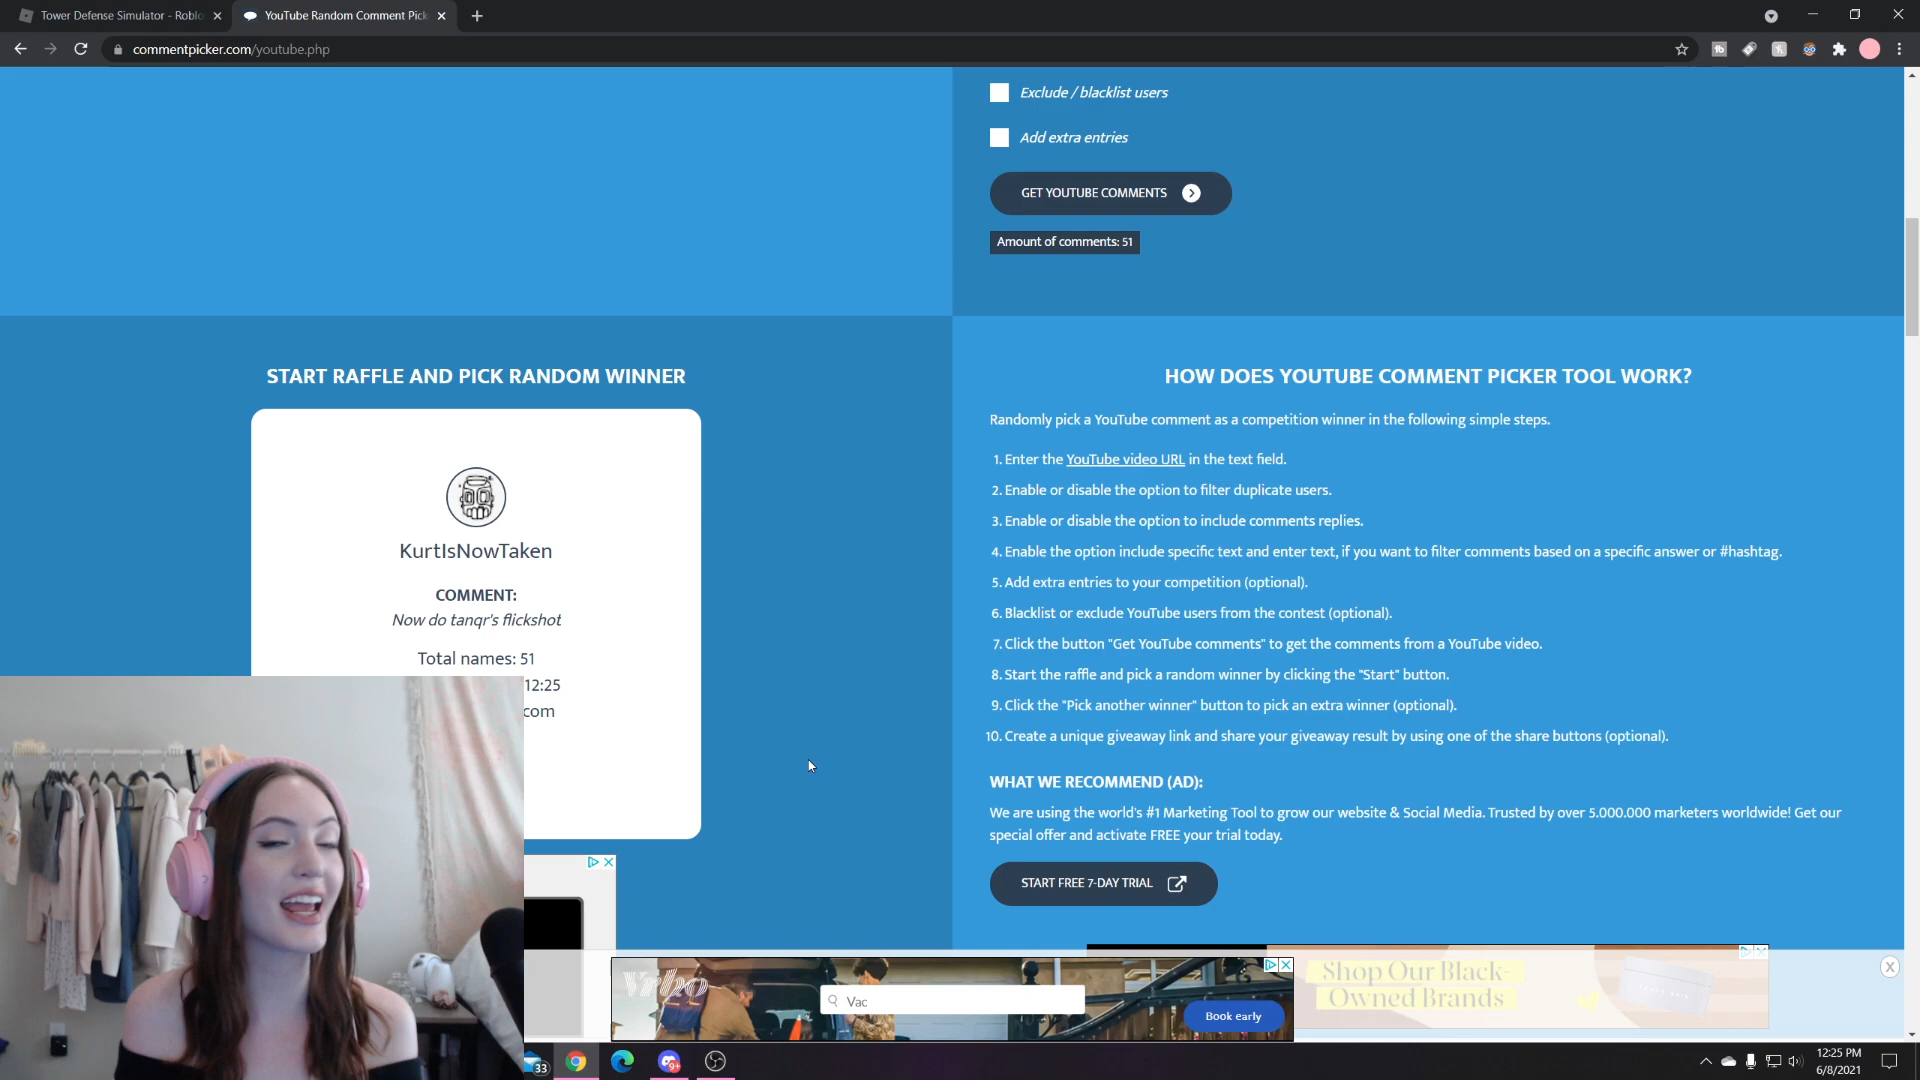 Tower Defense Simulator - Roblo
YouTube Random Comment Pick
commentpicker.com/youtube.php
Exclude / blacklist users
Add extra entries
GET YOUTUBE COMMENTS
Amount of comments: 51
START RAFFLE AND PICK RANDOM WINNER
KurtIsNowTaken
COMMENT:
Now do tanqr's flickshot
Total names: 51
12:25
com
HOW DOES YOUTUBE COMMENT PICKER TOOL WORK?
Randomly pick a YouTube comment as a competition winner in the following simple steps.
1. Enter the YouTube video URL in the text field.
2. Enable or disable the option to filter duplicate users.
3. Enable or disable the option to include comments replies.
4. Enable the option include specific text and enter text, if you want to filter comments based on a specific answer or #hashtag.
5. Add extra entries to your competition (optional).
6. Blacklist or exclude YouTube users from the contest (optional).
7. Click the button "Get YouTube comments" to get the comments from a YouTube video.
8. Start the raffle and pick a random winner by clicking the "Start" button.
9. Click the "Pick another winner" button to pick an extra winner (optional).
10. Create a unique giveaway link and share your giveaway result by using one of the share buttons (optional).
WHAT WE RECOMMEND (AD):
We are using the world's #1 Marketing Tool to grow our website & Social Media. Trusted by over 5.000.000 marketers worldwide! Get our
special offer and activate FREE your trial today.
START FREE 7-DAY TRIAL
Vrbo
Vac
Book early
Shop Our Black-
Owned Brands
33
9+
12:25 PM
6/8/2021